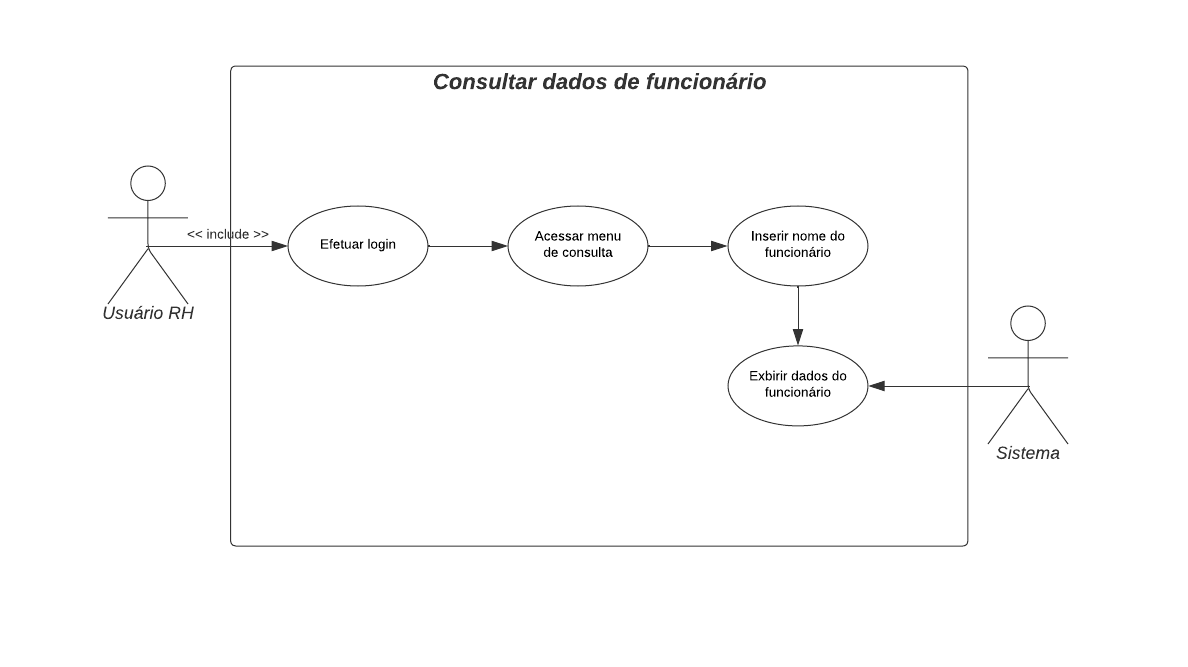 Consultar dados de funcionário
<< include >>
Efetuar login
Acessar menu
de consulta
Inserir nome do
funcionário
Usuário RH
Exbirir dados do
funcionário
Sistema